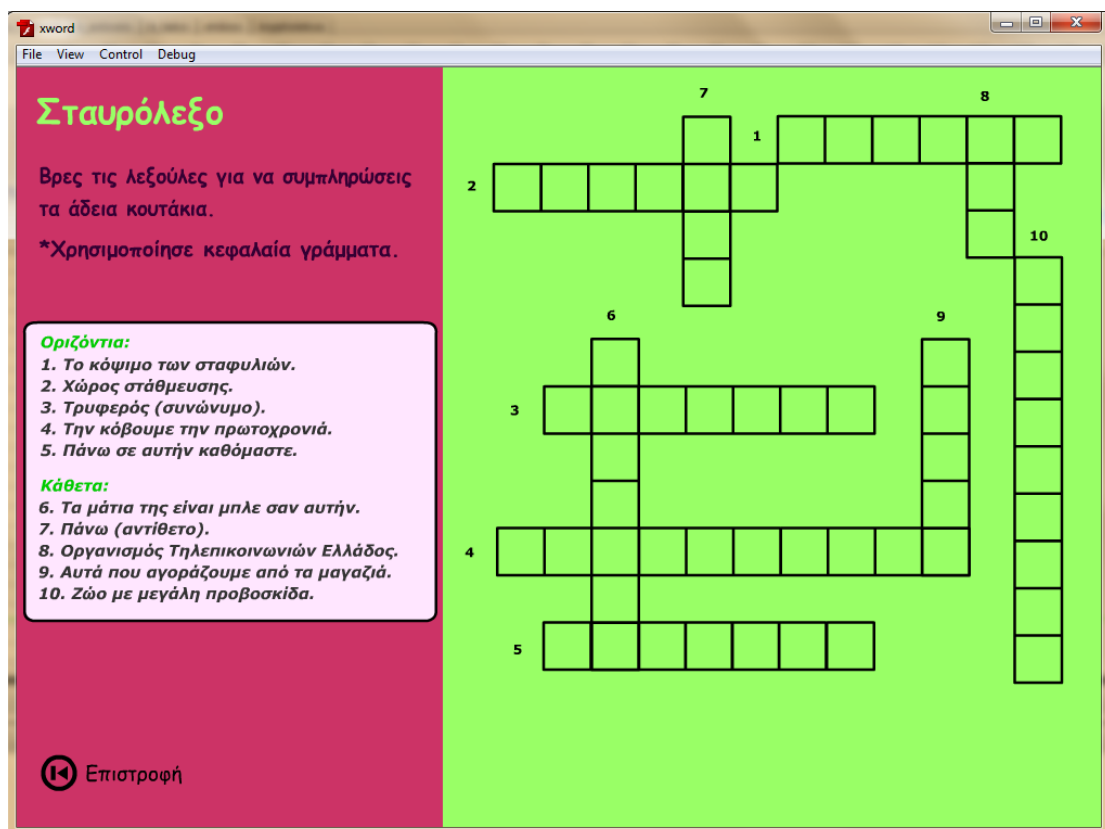 xword
File View Control Debug
Σταυρόλεξο
Βρες τις λεξούλες για να συμπληρώσεις
τα άδεια κουτάκια.
*Χρησιμοποίησε κεφαλαία γράμματα.
Οριζόντια:
1. Το κόψιμο των σταφυλιών.
2. Χώρος στάθμευσης.
3. Τρυφερός (συνώνυμο).
4. Την κόβουμε την πρωτοχρονιά.
5. Πάνω σε αυτήν καθόμαστε.
Κάθετα:
6. Τα μάτια της είναι μπλε σαν αυτήν.
7. Πάνω (αντίθετο).
8. Οργανισμός Τηλεπικοινωνιών Ελλάδος.
9. Αυτά που αγοράζουμε από τα μαγαζιά.
10. Ζώο με μεγάλη προβοσκίδα.
Επιστροφή
7
8
1
2
10
6
9
3
4
5